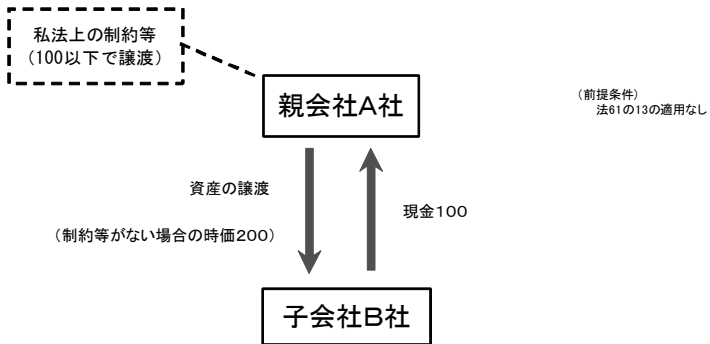 私法上の制約等
（100以下で譲渡）
親会社A社
（前提条件）
法61の13の適用なし
資産の譲渡
（制約等がない場合の時価200）
現金100
子会社B社